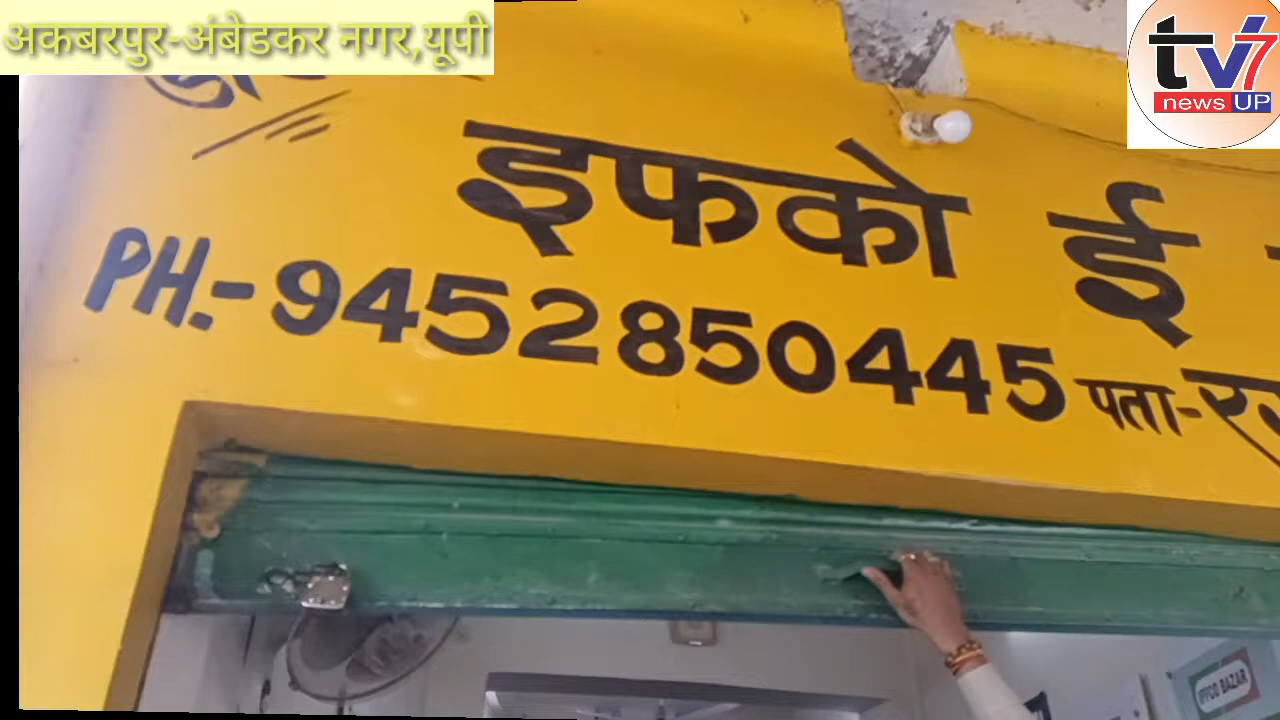 अकबरपुर-अंबेडकर नगर,यूपी
tv7
news UP
इफको ई
PH.-9452850445 पता-
IFFCO BAZAR